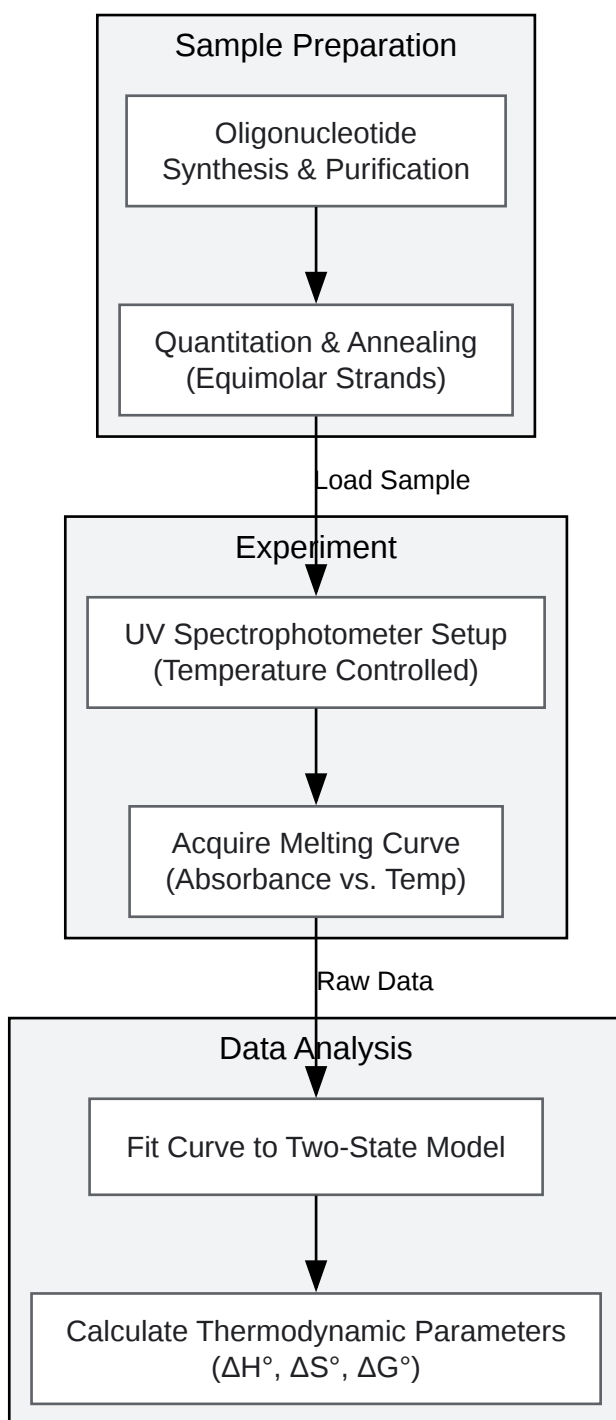 Sample Preparation
Oligonucleotide
Synthesis & Purification
Quantitation & Annealing
(Equimolar Strands)
Load Sample
Experiment
UV Spectrophotometer Setup
(Temperature Controlled)
Acquire Melting Curve
(Absorbance vs. Temp)
Raw Data
Data Analysis
Fit Curve to Two-State Model
Calculate Thermodynamic Parameters
(ΔH°, ΔS°, ΔG°)